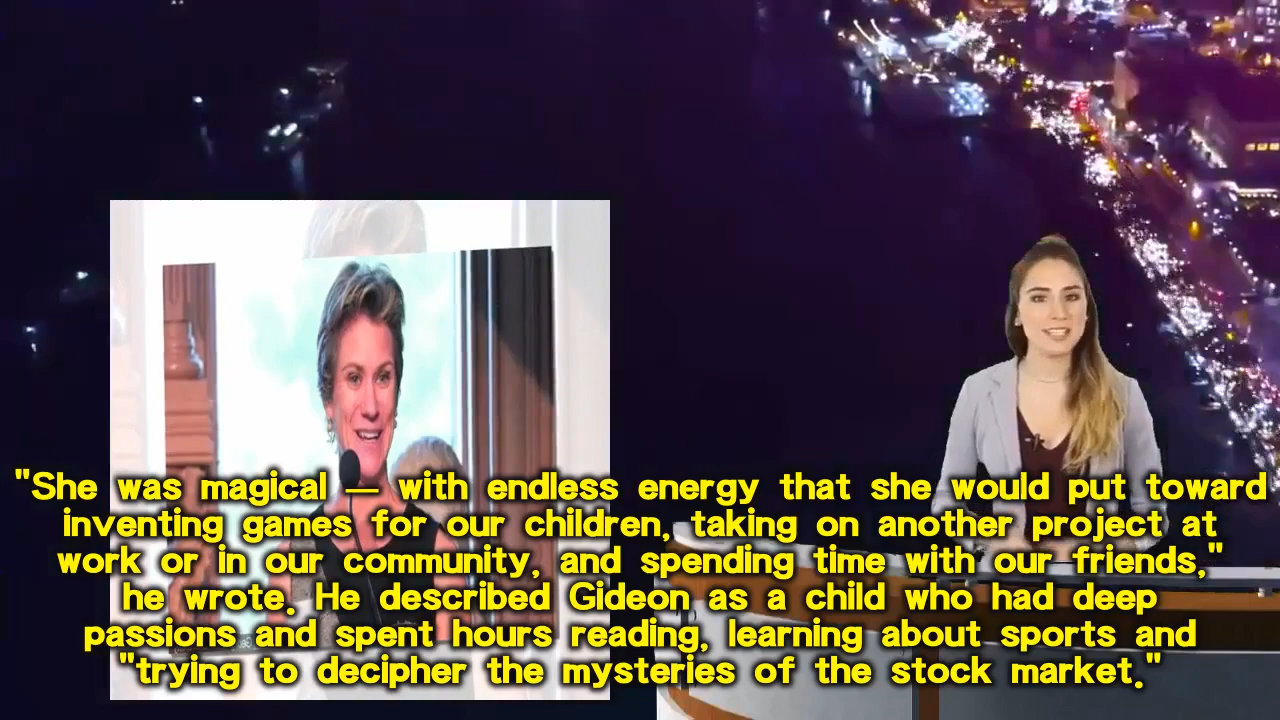 "She was magical — with endless energy that she would put toward
inventing games for our children, taking on another project at
work or in our community, and spending time with our friends,"
he wrote. He described Gideon as a child who had deep
passions and spent hours reading, learning about sports and
"trying to decipher the mysteries of the stock market."